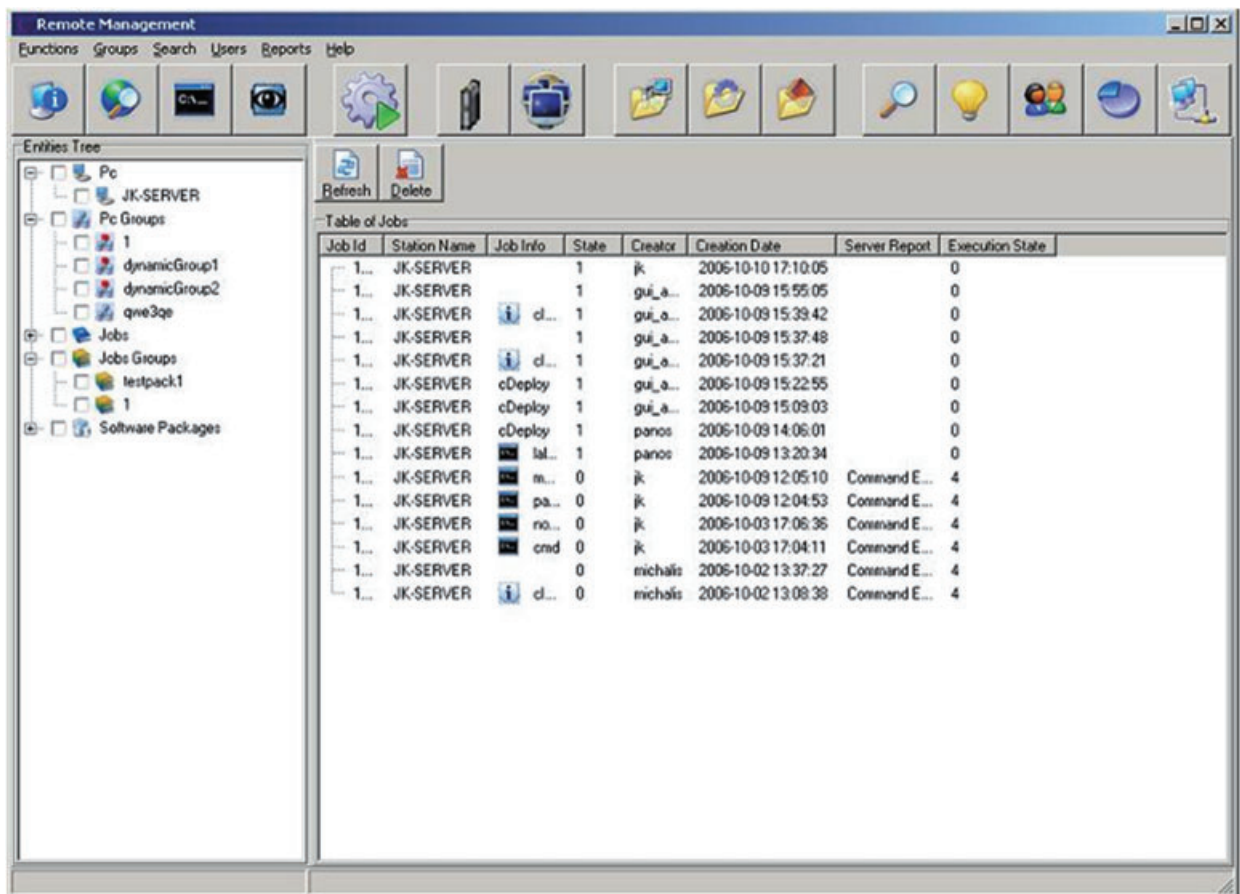 Remote Management
Functions Groups Search Users Reports Help
C:\...
Entities Tree
Pc
JK-SERVER
Pc Groups
1
dynamicGroup1
dynamicGroup2
qwe3qe
Jobs
Jobs Groups
testpack1
1
Software Packages
Refresh Delete
Table of Jobs
Job Id Station Name Job Info State Creator Creation Date Server Report Execution State
1... JK-SERVER 1 jk 2006-10-10 17:10:05 0
1... JK-SERVER 1 gui_a... 2006-10-09 15:55:05 0
1... JK-SERVER cl... 1 gui_a... 2006-10-09 15:39:42 0
1... JK-SERVER 1 gui_a... 2006-10-09 15:37:48 0
1... JK-SERVER cl... 1 gui_a... 2006-10-09 15:37:21 0
1... JK-SERVER cDeploy 1 gui_a... 2006-10-09 15:22:55 0
1... JK-SERVER cDeploy 1 gui_a... 2006-10-09 15:09:03 0
1... JK-SERVER cDeploy 1 panos 2006-10-09 14:06:01 0
1... JK-SERVER lal... 1 panos 2006-10-09 13:20:34 0
1... JK-SERVER m... 0 jk 2006-10-09 12:05:10 Command E... 4
1... JK-SERVER pa... 0 jk 2006-10-09 12:04:53 Command E... 4
1... JK-SERVER no... 0 jk 2006-10-03 17:06:36 Command E... 4
1... JK-SERVER cmd 0 jk 2006-10-03 17:04:11 Command E... 4
1... JK-SERVER 0 michalis 2006-10-02 13:37:27 Command E... 4
1... JK-SERVER cl... 0 michalis 2006-10-02 13:08:38 Command E... 4